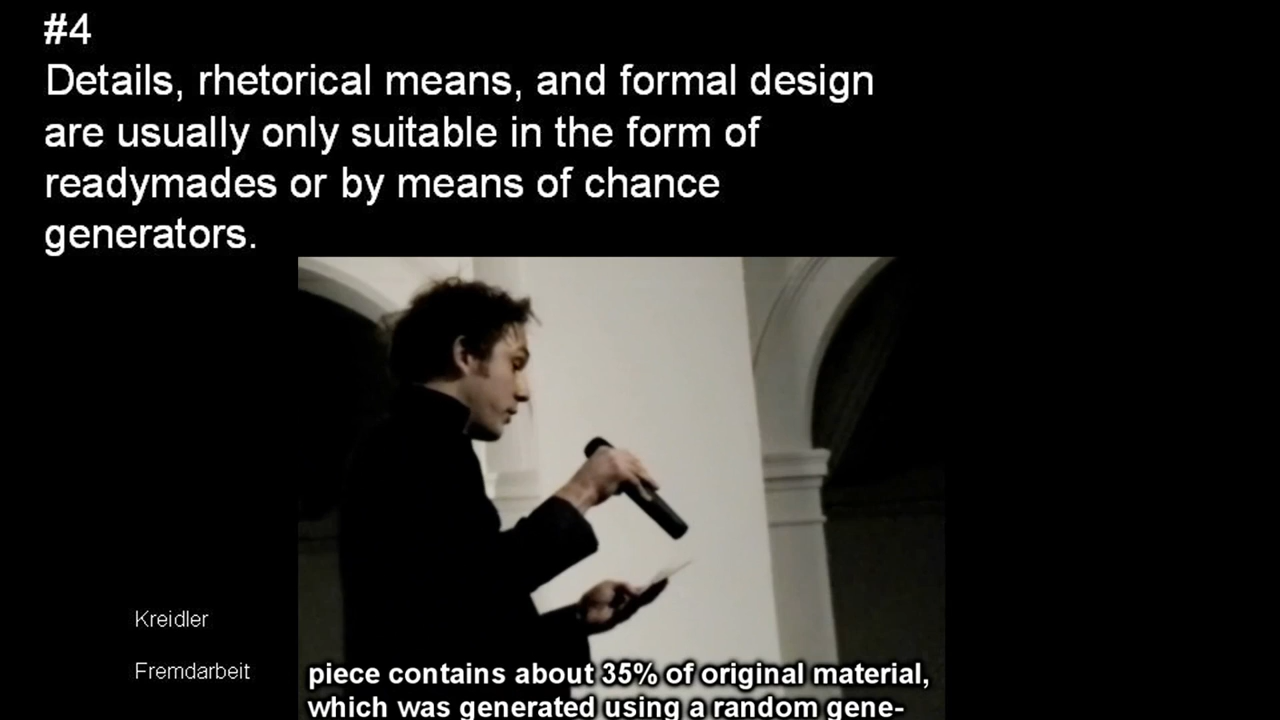 #4
Details, rhetorical means, and formal design
are usually only suitable in the form of
readymades or by means of chance
generators.
Kreidler
Fremdarbeit
piece contains about 35% of original material,
which was generated using a random gene-